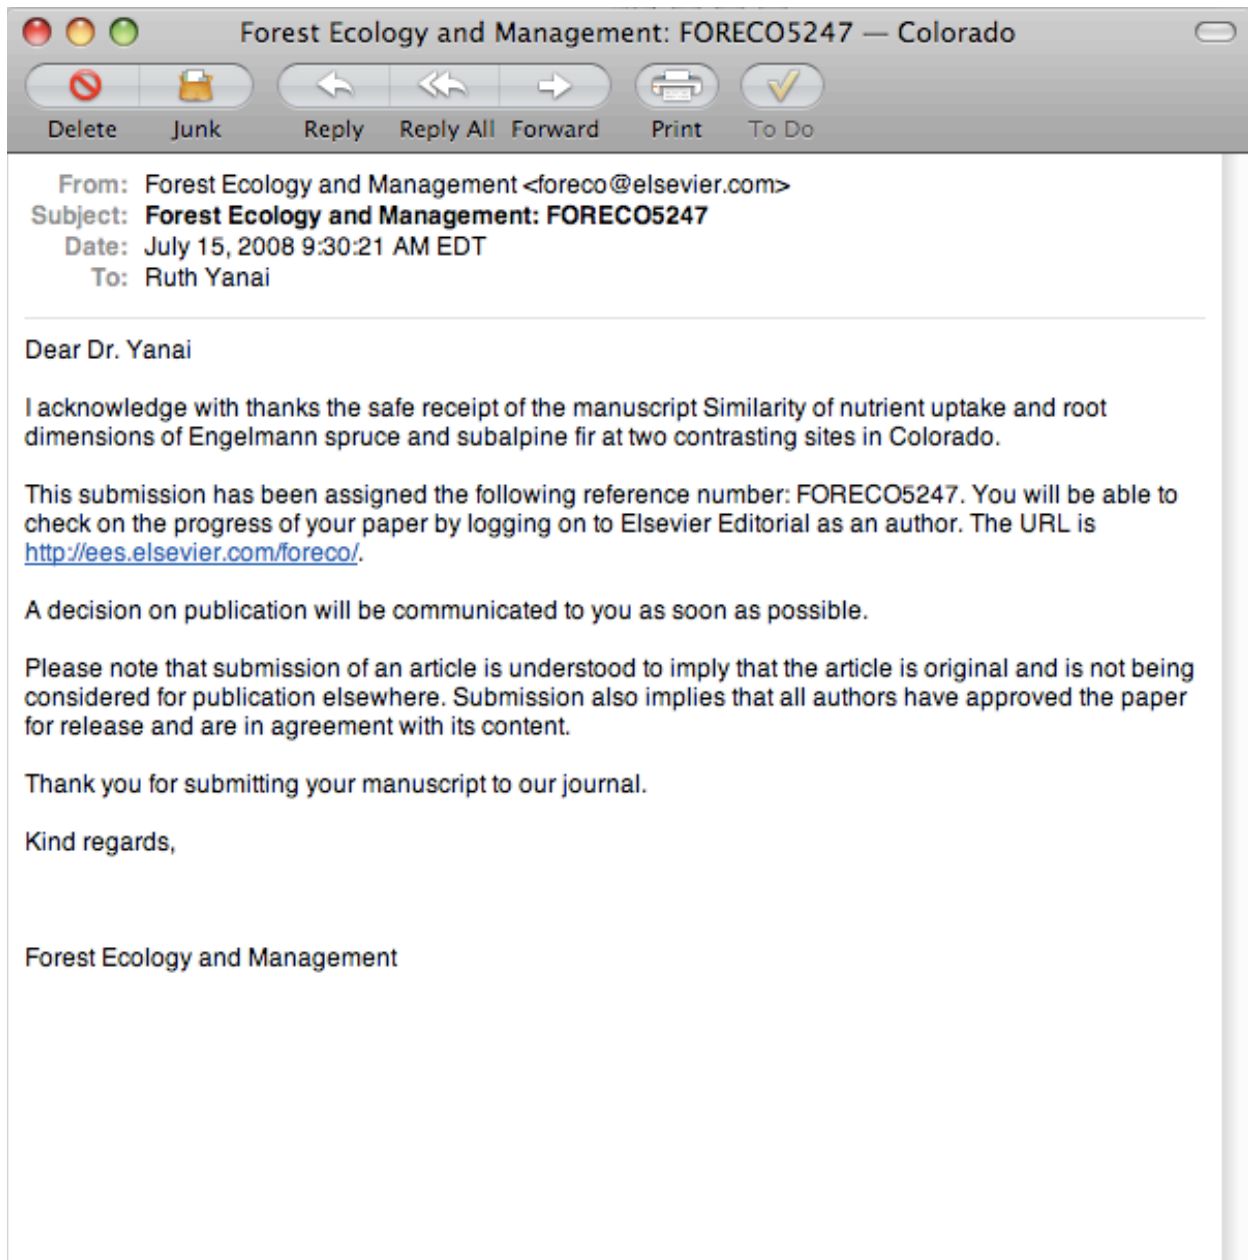 Forest Ecology and Management: FORECO5247 — Colorado
Delete Junk Reply Reply All Forward Print To Do
From: Forest Ecology and Management <foreco@elsevier.com>
Subject: Forest Ecology and Management: FORECO5247
Date: July 15, 2008 9:30:21 AM EDT
To: Ruth Yanai
Dear Dr. Yanai
I acknowledge with thanks the safe receipt of the manuscript Similarity of nutrient uptake and root
dimensions of Engelmann spruce and subalpine fir at two contrasting sites in Colorado.
This submission has been assigned the following reference number: FORECO5247. You will be able to
check on the progress of your paper by logging on to Elsevier Editorial as an author. The URL is
http://ees.elsevier.com/foreco/.
A decision on publication will be communicated to you as soon as possible.
Please note that submission of an article is understood to imply that the article is original and is not being
considered for publication elsewhere. Submission also implies that all authors have approved the paper
for release and are in agreement with its content.
Thank you for submitting your manuscript to our journal.
Kind regards,
Forest Ecology and Management